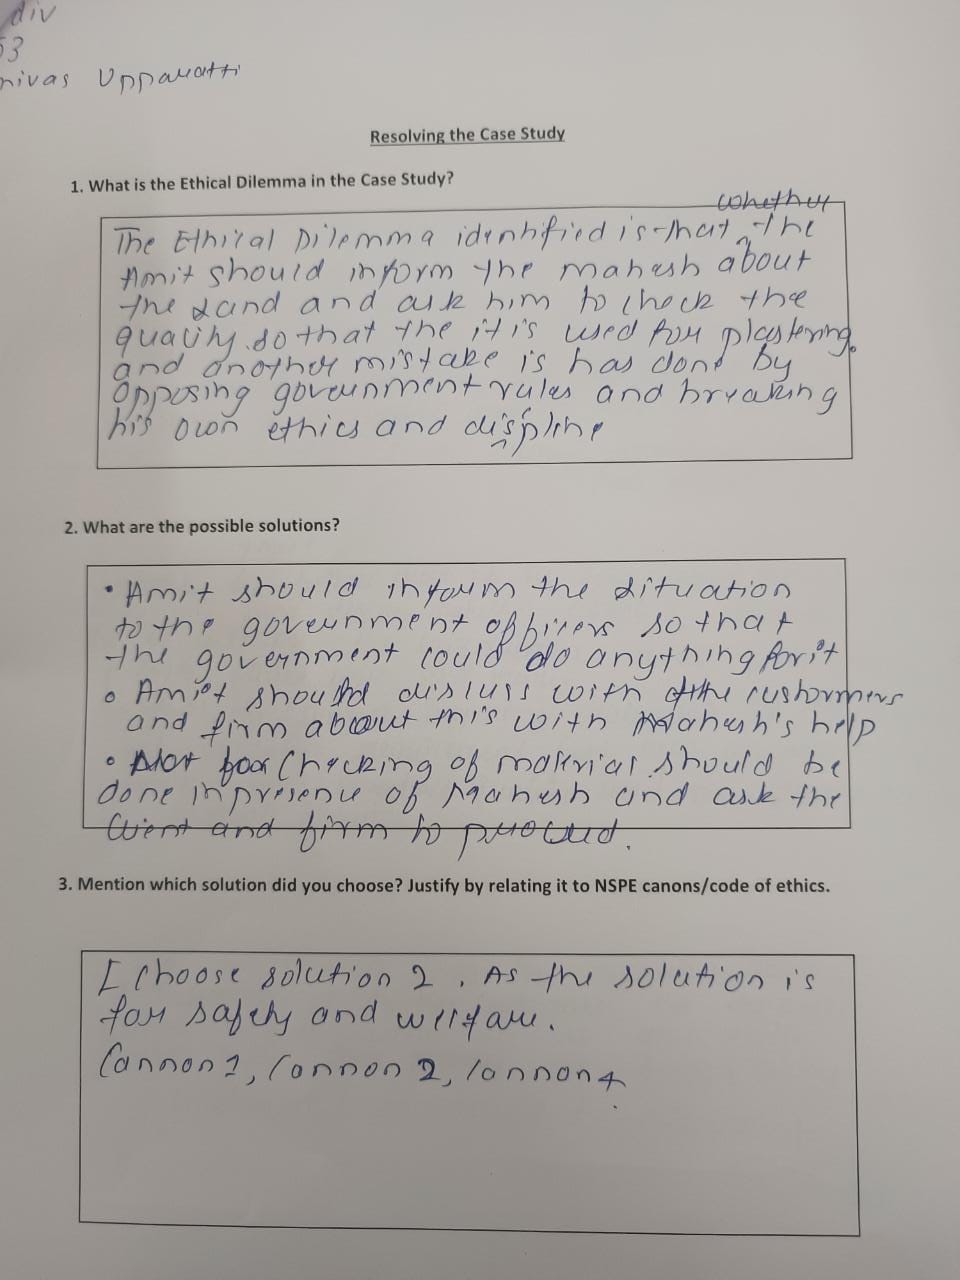 div
53
nivas Uppauatti
Resolving the Case Study
1. What is the Ethical Dilemma in the Case Study?
whether
The Ethical Dilemma identified is that ^ the
Amit should inform the mahesh about
the sand and ask him to check the
quality. so that the it is used for plastering.
and another mistake is has done by
Opposing government rules and breaking
his own ethics and displine
2. What are the possible solutions?
• Amit should inform the situation
to the government officers so that
the government could do anything for it
• Amit should discuss with the custormers
and firm about this with Mahesh's help
• Checking of material should be
done in presence of Mahesh and ask the
Client and firm to proceed.
3. Mention which solution did you choose? Justify by relating it to NSPE canons/code of ethics.
I Choose solution 2. As the solution is
for safety and welfare.
Cannon 1, Cannon 2, Cannon 4